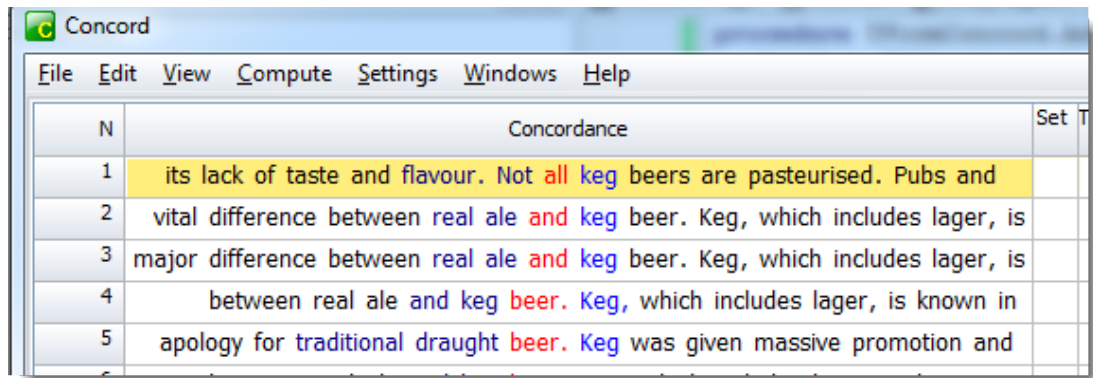 Concord
File Edit View Compute Settings Windows Help
N Concordance Set T
1 its lack of taste and flavour. Not all keg beers are pasteurised. Pubs and
2 vital difference between real ale and keg beer. Keg, which includes lager, is
3 major difference between real ale and keg beer. Keg, which includes lager, is
4 between real ale and keg beer. Keg, which includes lager, is known in
5 apology for traditional draught beer. Keg was given massive promotion and